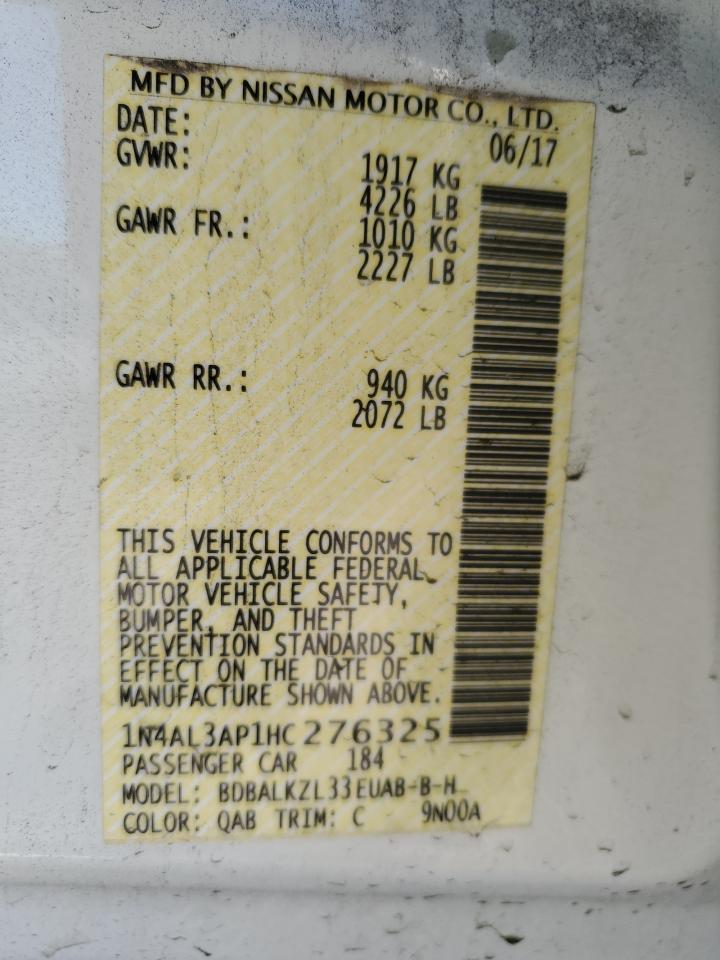 MFD BY NISSAN MOTOR CO., LTD.
DATE: 06/17
GVWR: 1917 KG
4226 LB
GAWR FR.: 1010 KG
2227 LB
GAWR RR.: 940 KG
2072 LB
THIS VEHICLE CONFORMS TO
ALL APPLICABLE FEDERAL
MOTOR VEHICLE SAFETY,
BUMPER, AND THEFT
PREVENTION STANDARDS IN
EFFECT ON THE DATE OF
MANUFACTURE SHOWN ABOVE.
1N4AL3AP1HC276325
PASSENGER CAR 184
MODEL: BDBALKZL33EUAB-B-H
COLOR: QAB TRIM: C 9N00A